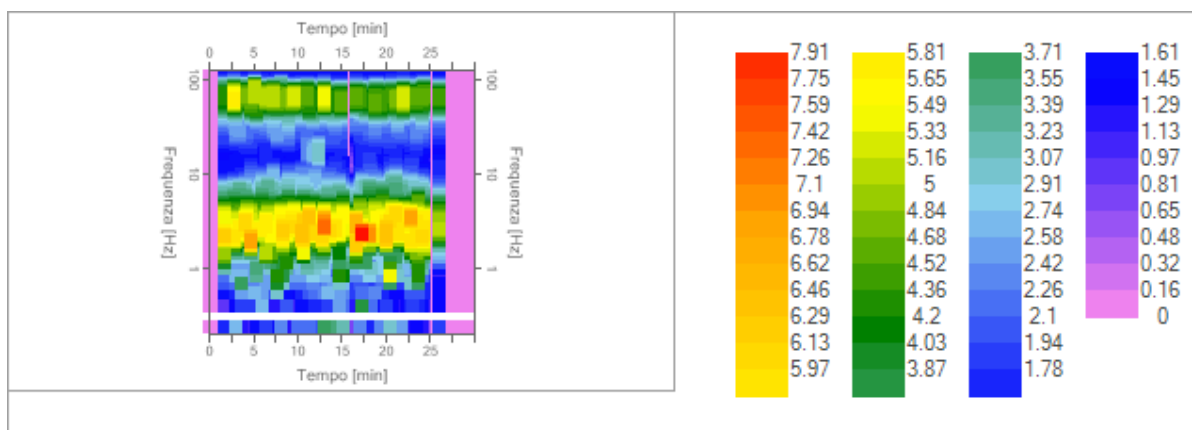 Tempo [min]
0 5 10 15 20 25
100 100
Frequenza [Hz] Frequenza [Hz]
10 10
1 1
0 5 10 15 20 25
Tempo [min]
7.91 5.81 3.71 1.61
7.75 5.65 3.55 1.45
7.59 5.49 3.39 1.29
7.42 5.33 3.23 1.13
7.26 5.16 3.07 0.97
7.1 5 2.91 0.81
6.94 4.84 2.74 0.65
6.78 4.68 2.58 0.48
6.62 4.52 2.42 0.32
6.46 4.36 2.26 0.16
6.29 4.2 2.1 0
6.13 4.03 1.94
5.97 3.87 1.78